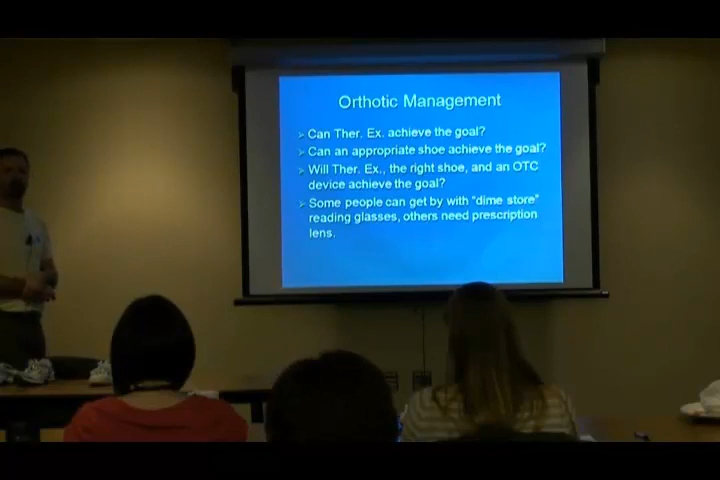 Orthotic Management
➢ Can Ther. Ex. achieve the goal?
➢ Can an appropriate shoe achieve the goal?
➢ Will Ther. Ex., the right shoe, and an OTC
device achieve the goal?
➢ Some people can get by with "dime store"
reading glasses, others need prescription
lens.